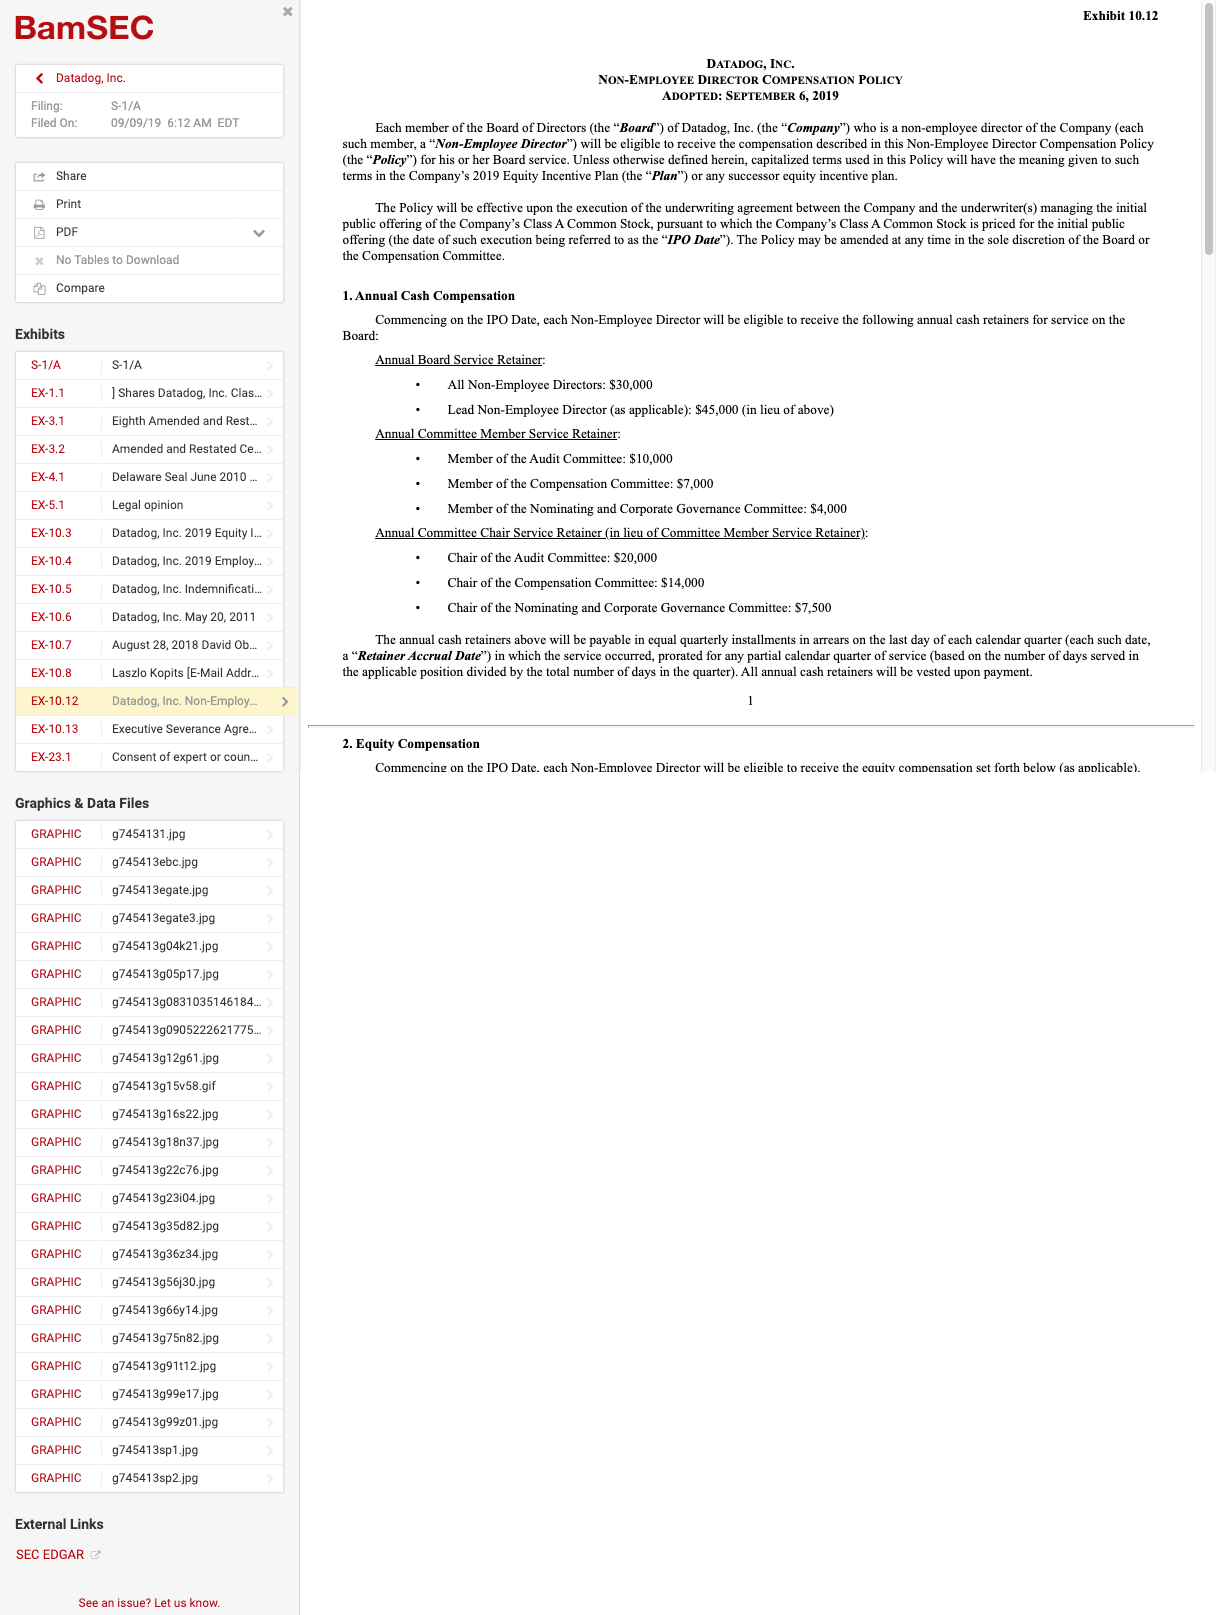 BamSEC
Datadog, Inc.
Filing: S-1/A
Filed On: 09/09/19 6:12 AM EDT
Share
Print
PDF
No Tables to Download
Compare
Exhibits
S-1/A S-1/A
EX-1.1 ] Shares Datadog, Inc. Clas...
EX-3.1 Eighth Amended and Rest...
EX-3.2 Amended and Restated Ce...
EX-4.1 Delaware Seal June 2010 ...
EX-5.1 Legal opinion
EX-10.3 Datadog, Inc. 2019 Equity I...
EX-10.4 Datadog, Inc. 2019 Employ...
EX-10.5 Datadog, Inc. Indemnificati...
EX-10.6 Datadog, Inc. May 20, 2011
EX-10.7 August 28, 2018 David Ob...
EX-10.8 Laszlo Kopits [E-Mail Addr...
EX-10.12 Datadog, Inc. Non-Employ...
EX-10.13 Executive Severance Agre...
EX-23.1 Consent of expert or coun...
Graphics & Data Files
GRAPHIC g7454131.jpg
GRAPHIC g745413ebc.jpg
GRAPHIC g745413egate.jpg
GRAPHIC g745413egate3.jpg
GRAPHIC g745413g04k21.jpg
GRAPHIC g745413g05p17.jpg
GRAPHIC g745413g0831035146184...
GRAPHIC g745413g0905222621775...
GRAPHIC g745413g12g61.jpg
GRAPHIC g745413g15v58.gif
GRAPHIC g745413g16s22.jpg
GRAPHIC g745413g18n37.jpg
GRAPHIC g745413g22c76.jpg
GRAPHIC g745413g23i04.jpg
GRAPHIC g745413g35d82.jpg
GRAPHIC g745413g36z34.jpg
GRAPHIC g745413g56j30.jpg
GRAPHIC g745413g66y14.jpg
GRAPHIC g745413g75n82.jpg
GRAPHIC g745413g91t12.jpg
GRAPHIC g745413g99e17.jpg
GRAPHIC g745413g99z01.jpg
GRAPHIC g745413sp1.jpg
GRAPHIC g745413sp2.jpg
External Links
SEC EDGAR
See an issue? Let us know.
Exhibit 10.12
DATADOG, INC.
NON-EMPLOYEE DIRECTOR COMPENSATION POLICY
ADOPTED: SEPTEMBER 6, 2019
Each member of the Board of Directors (the “Board”) of Datadog, Inc. (the “Company”) who is a non-employee director of the Company (each
such member, a “Non-Employee Director”) will be eligible to receive the compensation described in this Non-Employee Director Compensation Policy
(the “Policy”) for his or her Board service. Unless otherwise defined herein, capitalized terms used in this Policy will have the meaning given to such
terms in the Company’s 2019 Equity Incentive Plan (the “Plan”) or any successor equity incentive plan.
The Policy will be effective upon the execution of the underwriting agreement between the Company and the underwriter(s) managing the initial
public offering of the Company’s Class A Common Stock, pursuant to which the Company’s Class A Common Stock is priced for the initial public
offering (the date of such execution being referred to as the “IPO Date”). The Policy may be amended at any time in the sole discretion of the Board or
the Compensation Committee.
1. Annual Cash Compensation
Commencing on the IPO Date, each Non-Employee Director will be eligible to receive the following annual cash retainers for service on the
Board:
Annual Board Service Retainer:
• All Non-Employee Directors: $30,000
• Lead Non-Employee Director (as applicable): $45,000 (in lieu of above)
Annual Committee Member Service Retainer:
• Member of the Audit Committee: $10,000
• Member of the Compensation Committee: $7,000
• Member of the Nominating and Corporate Governance Committee: $4,000
Annual Committee Chair Service Retainer (in lieu of Committee Member Service Retainer):
• Chair of the Audit Committee: $20,000
• Chair of the Compensation Committee: $14,000
• Chair of the Nominating and Corporate Governance Committee: $7,500
The annual cash retainers above will be payable in equal quarterly installments in arrears on the last day of each calendar quarter (each such date,
a “Retainer Accrual Date”) in which the service occurred, prorated for any partial calendar quarter of service (based on the number of days served in
the applicable position divided by the total number of days in the quarter). All annual cash retainers will be vested upon payment.
1
2. Equity Compensation
Commencing on the IPO Date, each Non-Employee Director will be eligible to receive the equity compensation set forth below (as applicable).